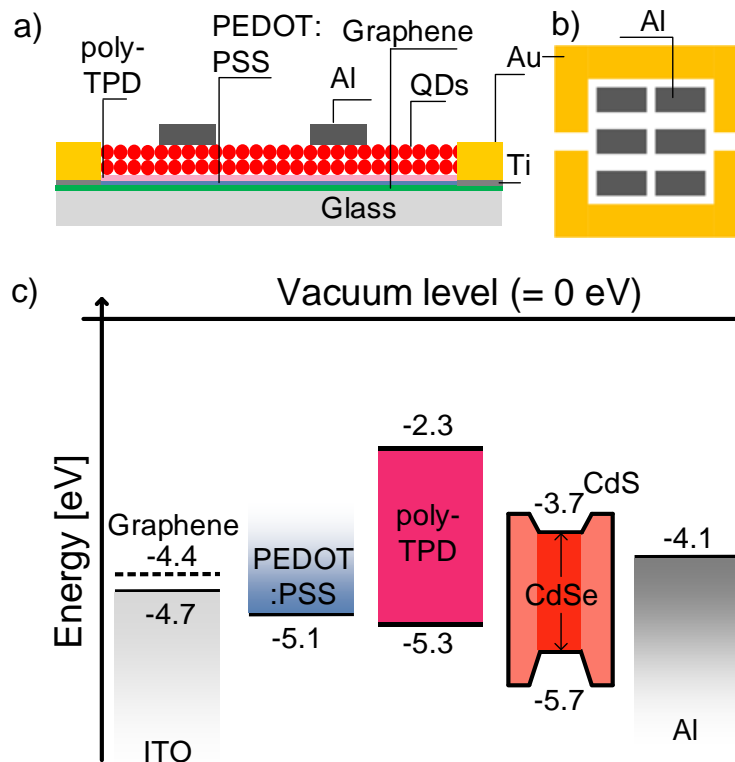 a)
poly-
TPD
PEDOT:
PSS
Graphene
Al
QDs
Au
Ti
Glass
b)
Al
c)
Vacuum level (= 0 eV)
Energy [eV]
Graphene
-4.4
-4.7
ITO
PEDOT
:PSS
-5.1
-2.3
poly-
TPD
-5.3
CdS
-3.7
CdSe
-5.7
-4.1
Al